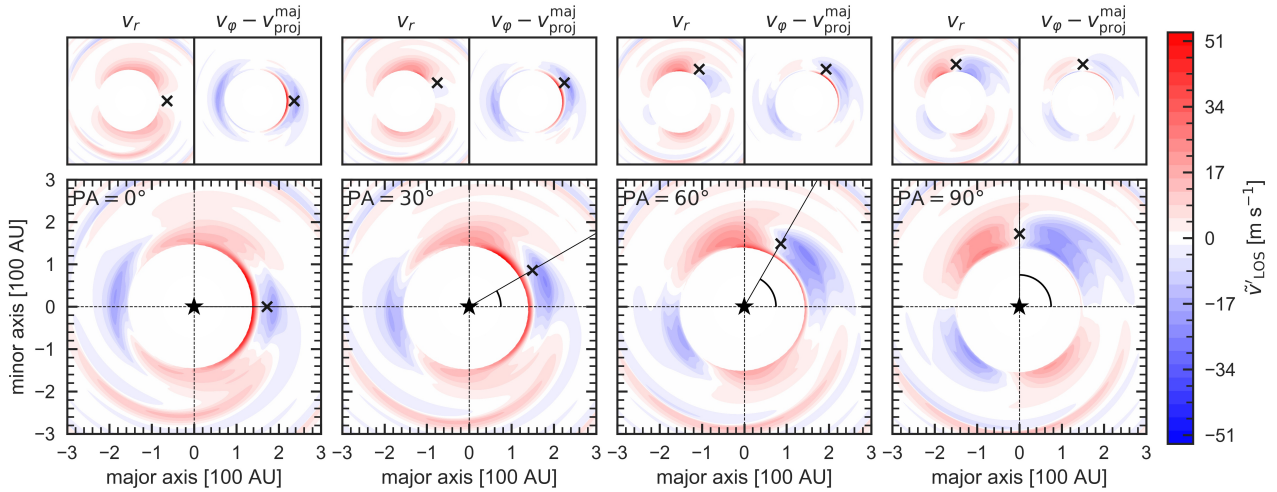 v_r v_φ − v_proj^maj v_r v_φ − v_proj^maj v_r v_φ − v_proj^maj v_r v_φ − v_proj^maj
PA = 0° PA = 30° PA = 60° PA = 90°
minor axis [100 AU]
3
2
1
0
−1
−2
−3
−3 −2 −1 0 1 2 3 −2 −1 0 1 2 3 −2 −1 0 1 2 3 −2 −1 0 1 2 3
major axis [100 AU] major axis [100 AU] major axis [100 AU] major axis [100 AU]
51
34
17
0
−17
−34
−51
ṽ′_Los [m s⁻¹]